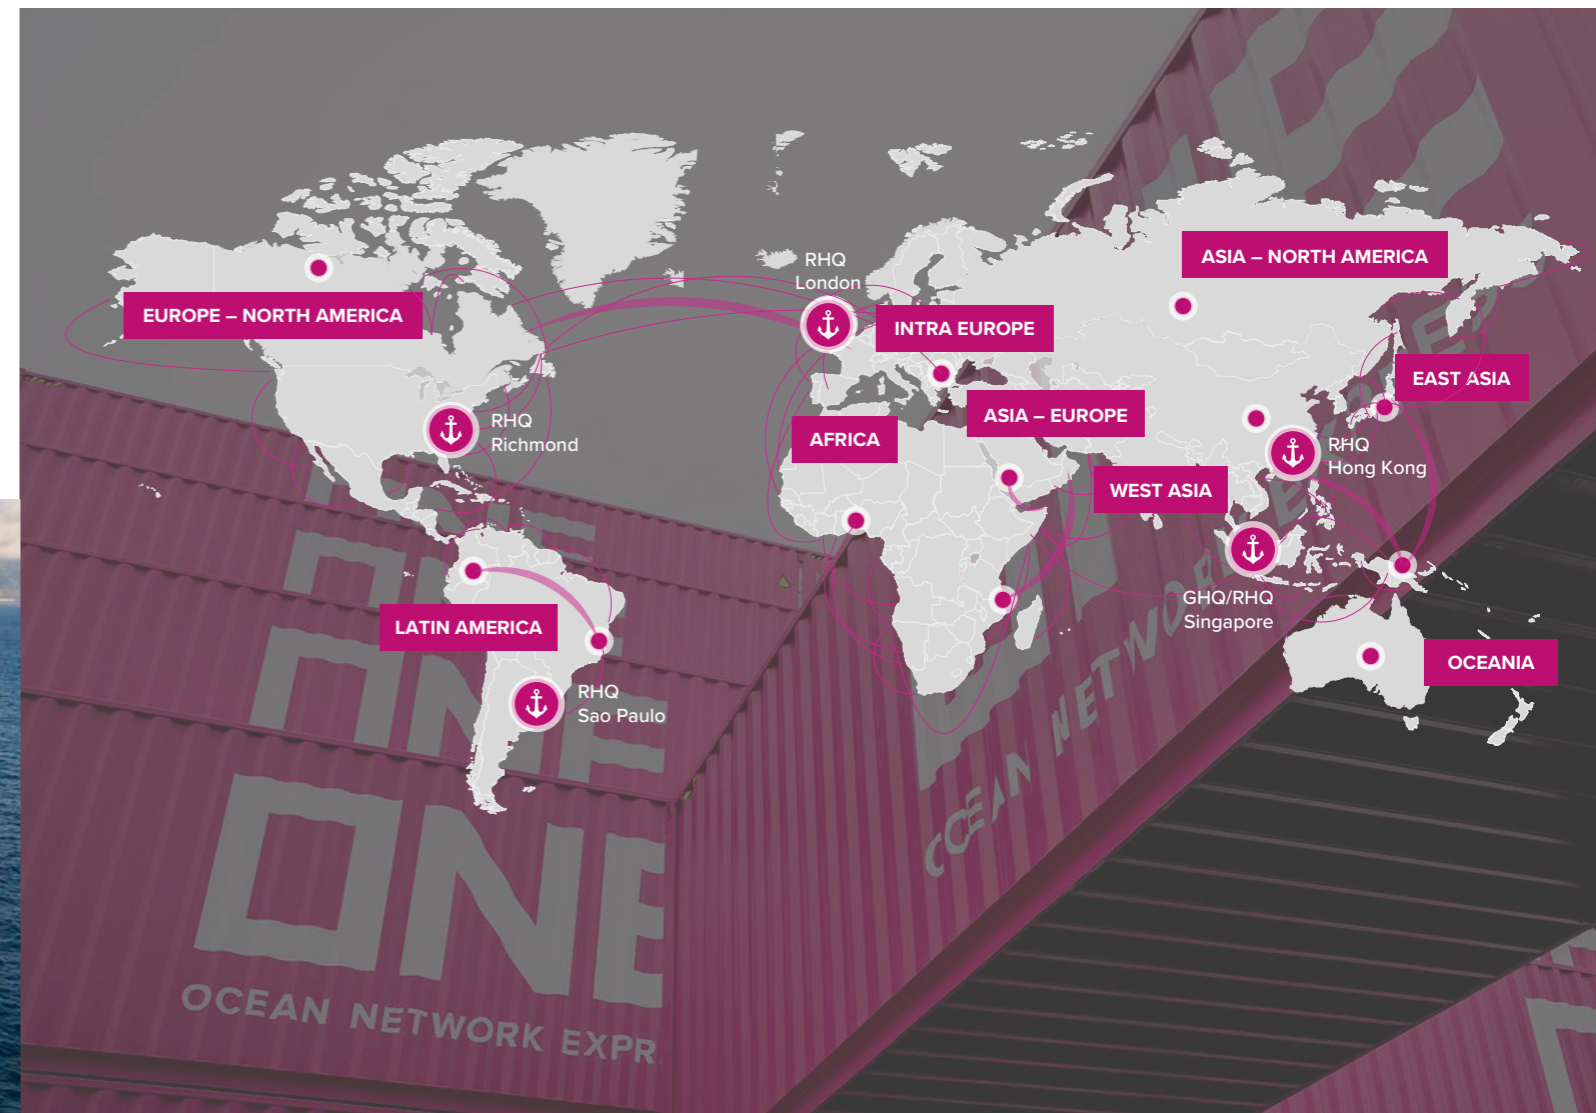 RHQ
London
ASIA – NORTH AMERICA
EUROPE – NORTH AMERICA
INTRA EUROPE
EAST ASIA
ASIA – EUROPE
RHQ
Richmond
AFRICA
RHQ
Hong Kong
WEST ASIA
GHQ/RHQ
Singapore
LATIN AMERICA
OCEANIA
RHQ
Sao Paulo
ONE
OCEAN NETWORK EXPR
OCEAN NETWORK